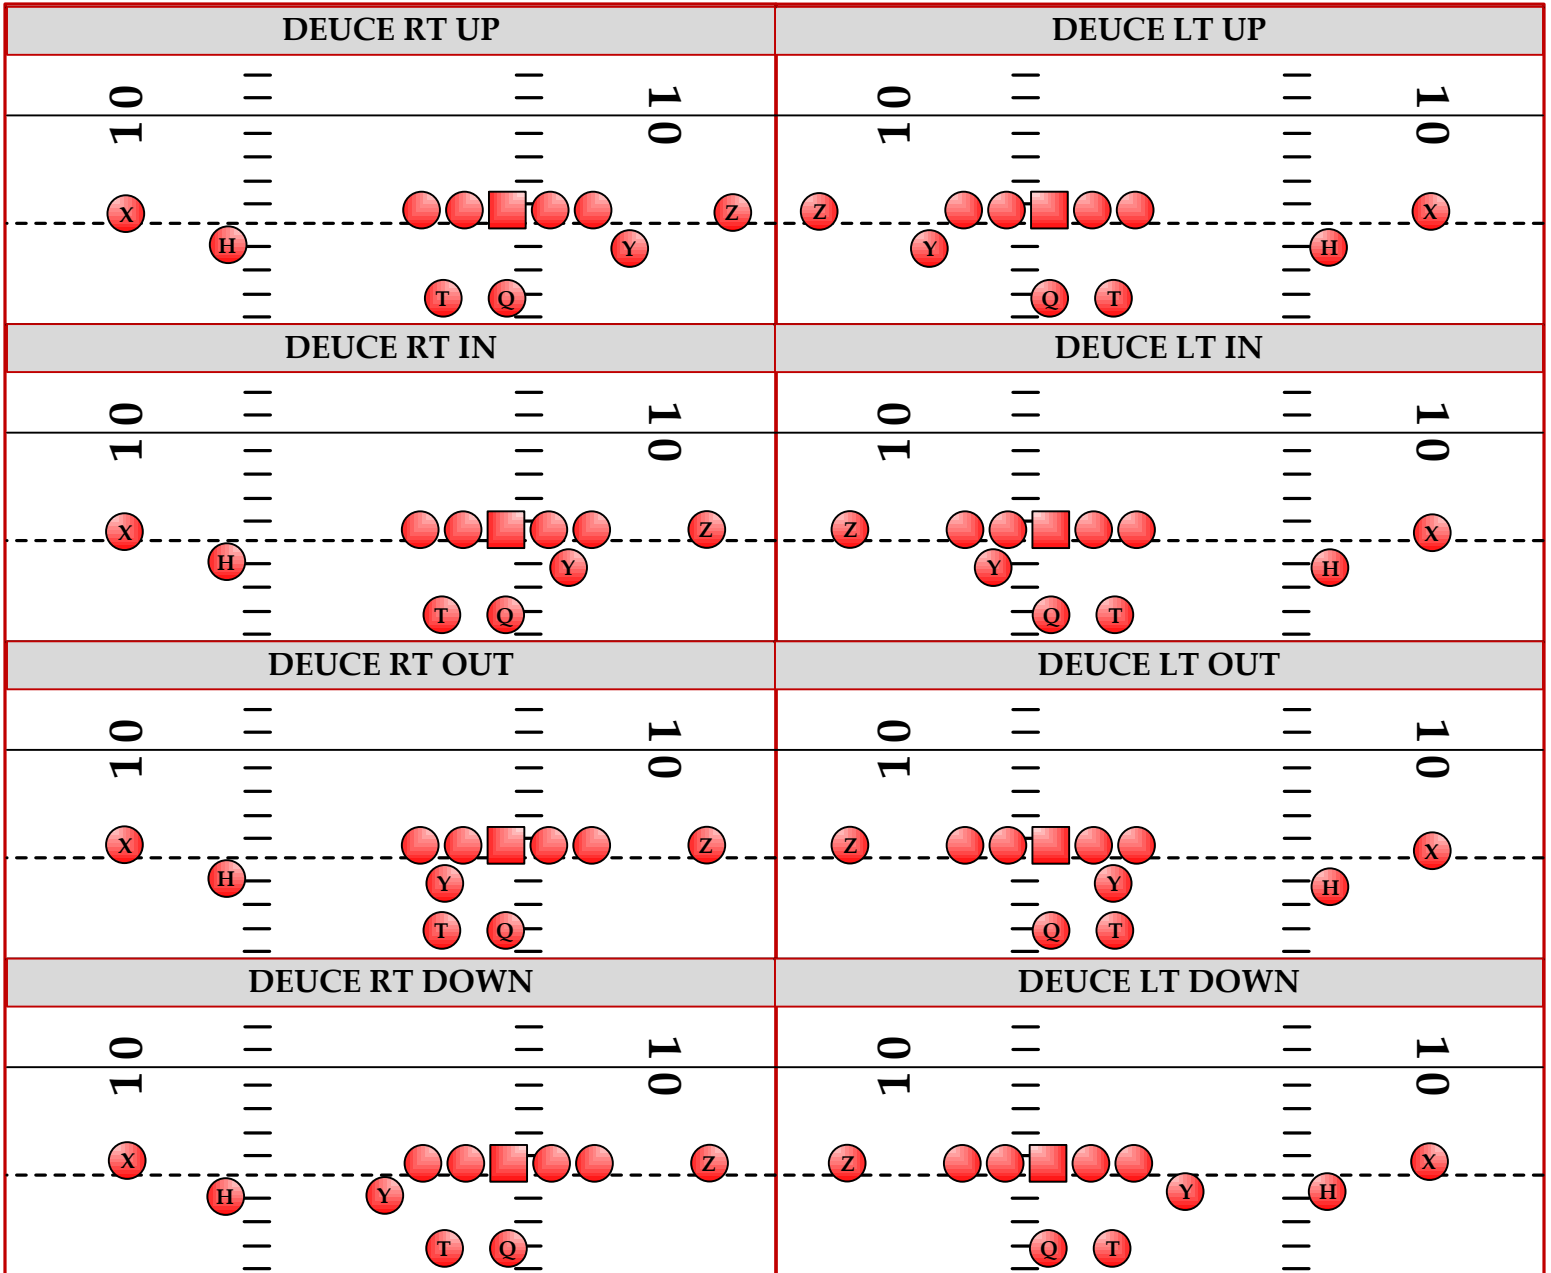 DEUCE RT UP
DEUCE LT UP
10 10 10 10
X H T Q Y Z
Z Y Q T H X
DEUCE RT IN
DEUCE LT IN
10 10 10 10
X H T Q Y Z
Z Y Q T H X
DEUCE RT OUT
DEUCE LT OUT
10 10 10 10
X H Y T Q Z
Z Y Q T H X
DEUCE RT DOWN
DEUCE LT DOWN
10 10 10 10
X H Y T Q Z
Z Q T Y H X